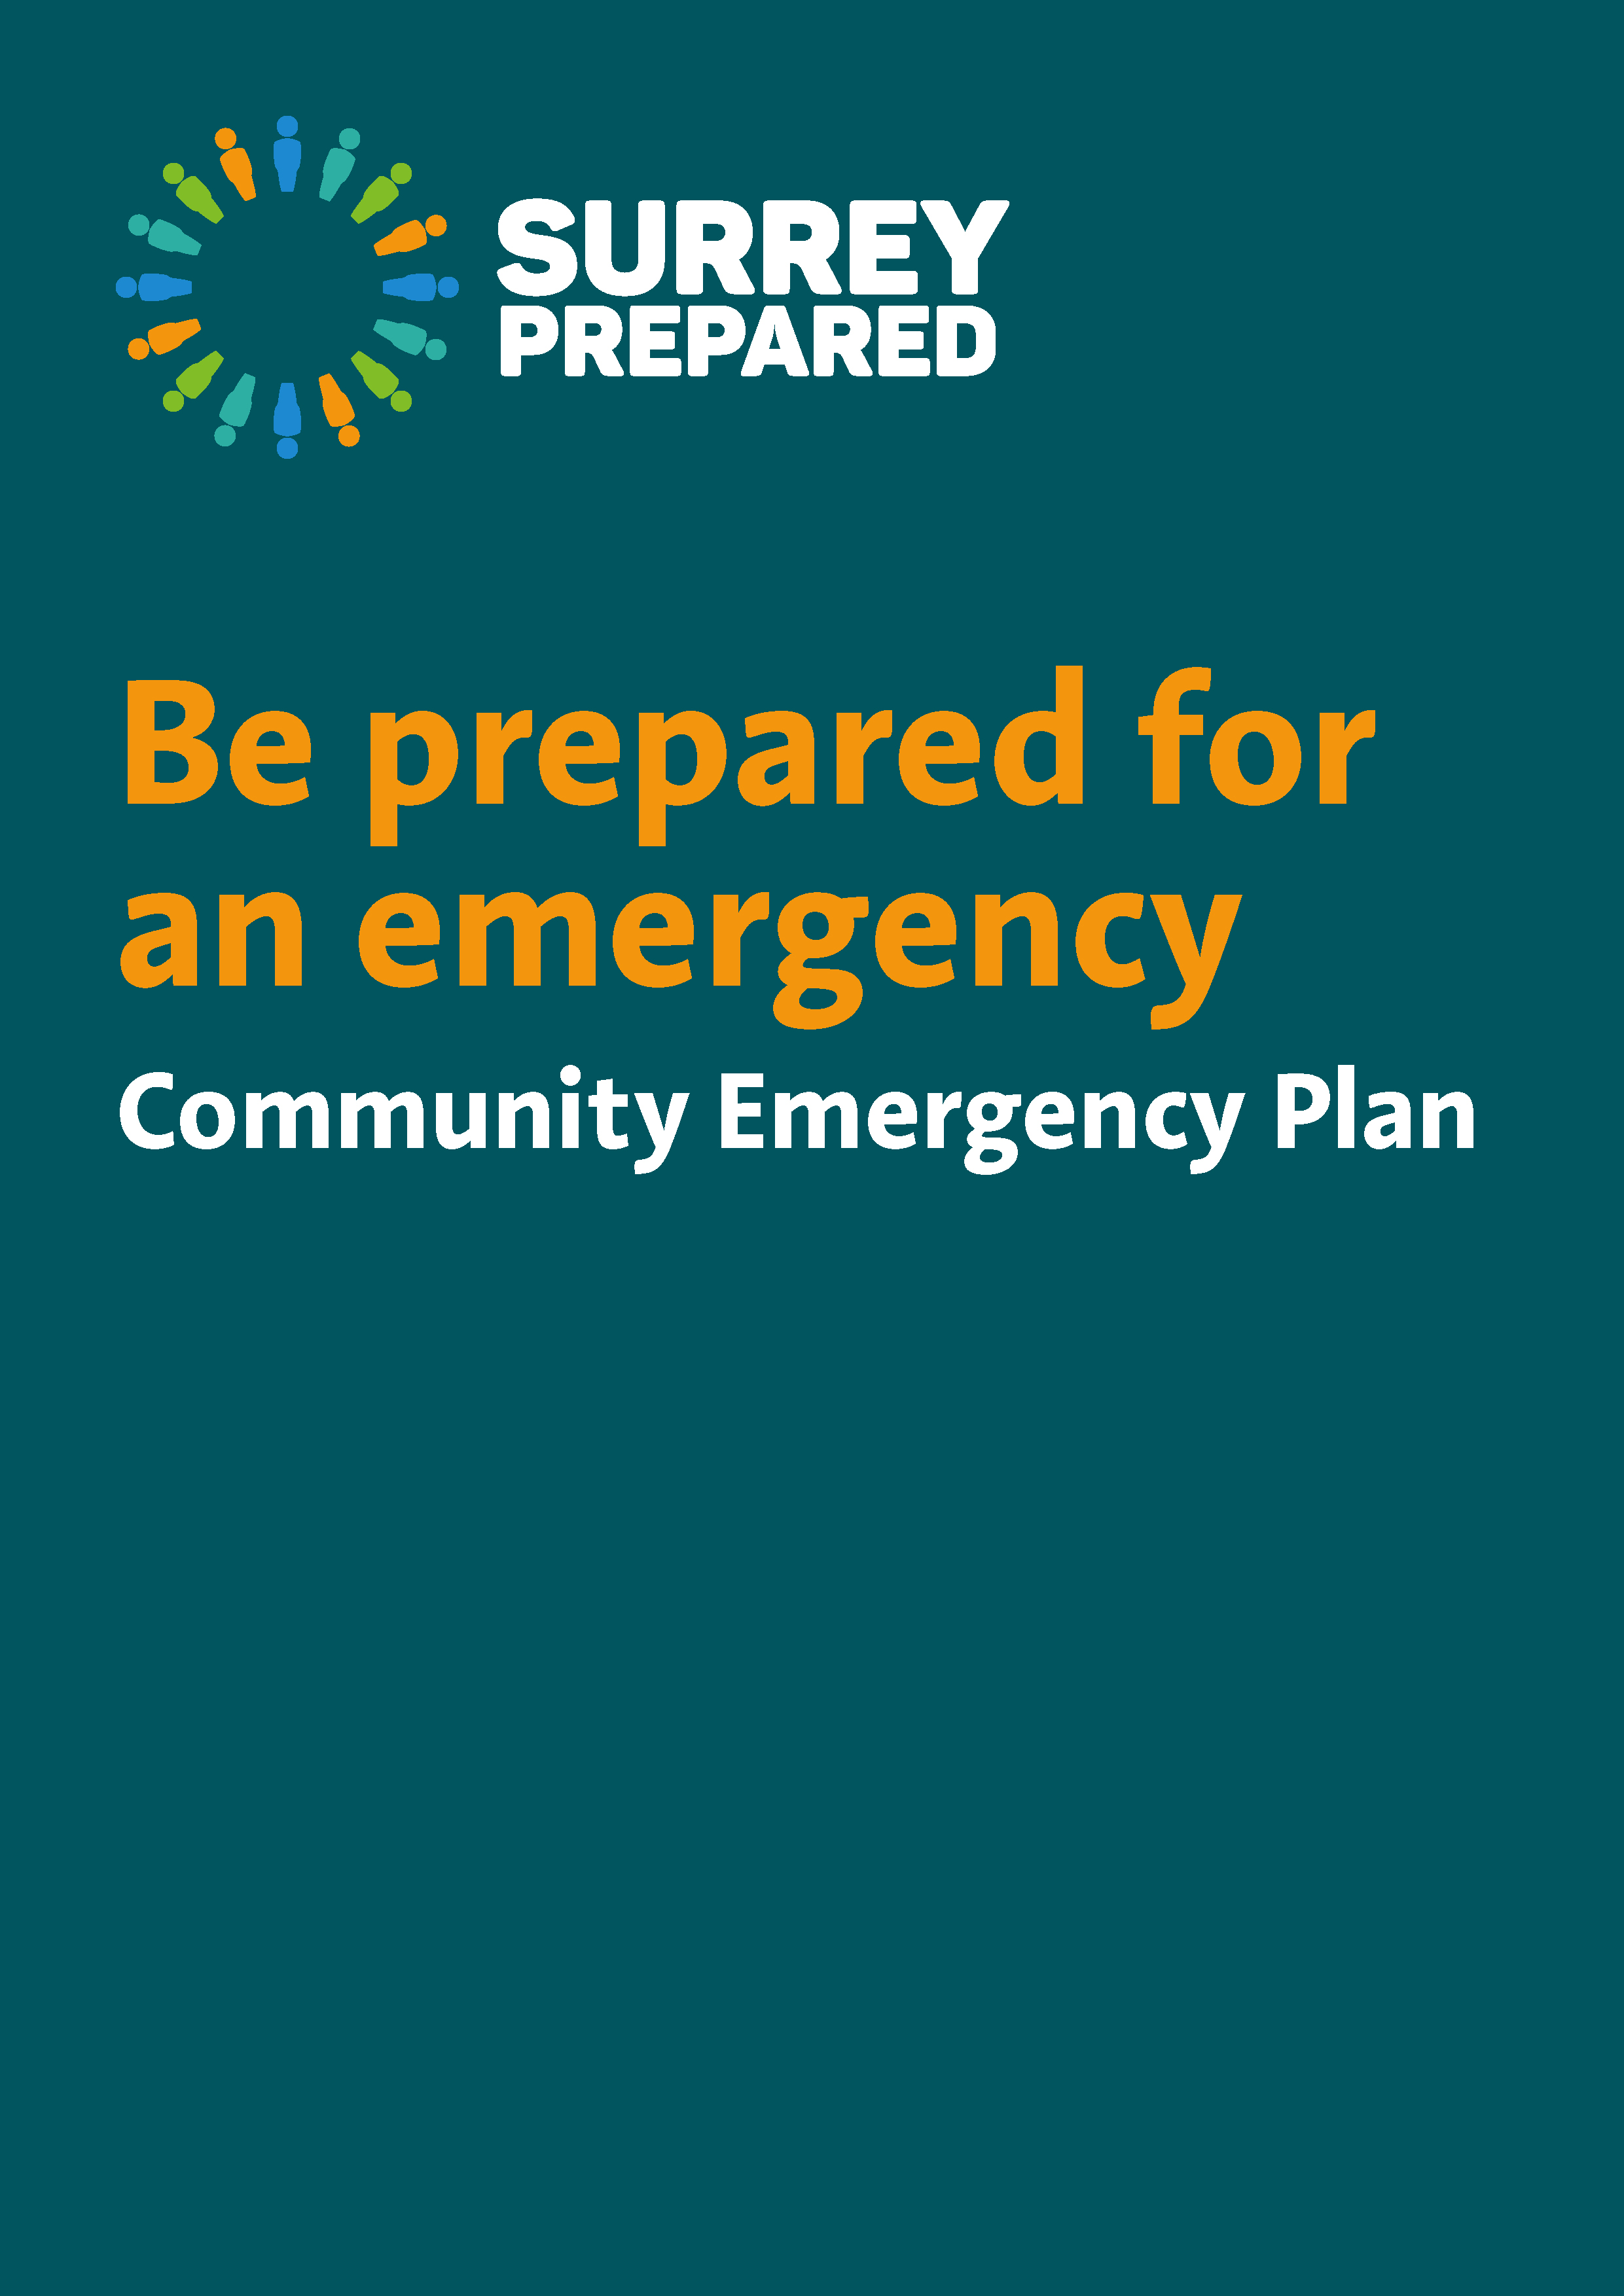 SURREY
PREPARED
Be prepared for
an emergency
Community Emergency Plan